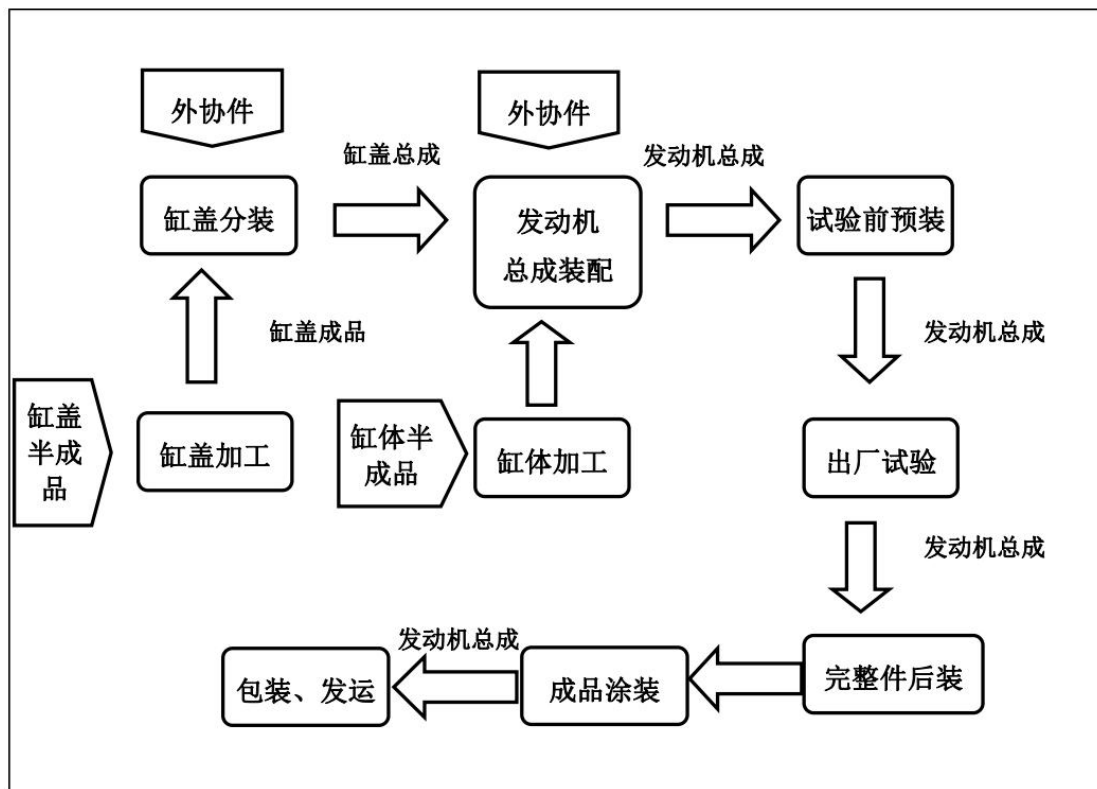 外协件
外协件
缸盖总成
发动机总成
缸盖分装
发动机
总成装配
试验前预装
缸盖成品
发动机总成
缸盖
半成
品
缸盖加工
缸体半
成品
缸体加工
出厂试验
发动机总成
发动机总成
包装、发运
成品涂装
完整件后装